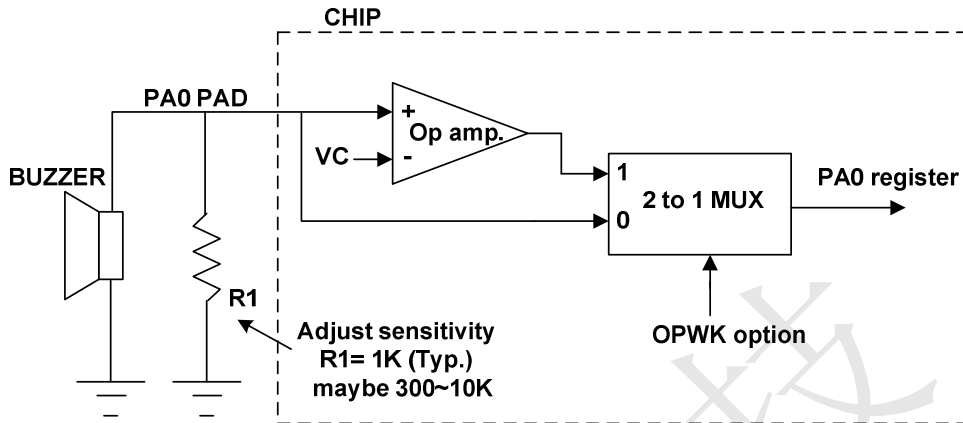 CHIP
PA0 PAD
+
Op amp.
VC
-
BUZZER
1
2 to 1 MUX
0
PA0 register
R1
Adjust sensitivity
R1= 1K (Typ.)
maybe 300~10K
OPWK option